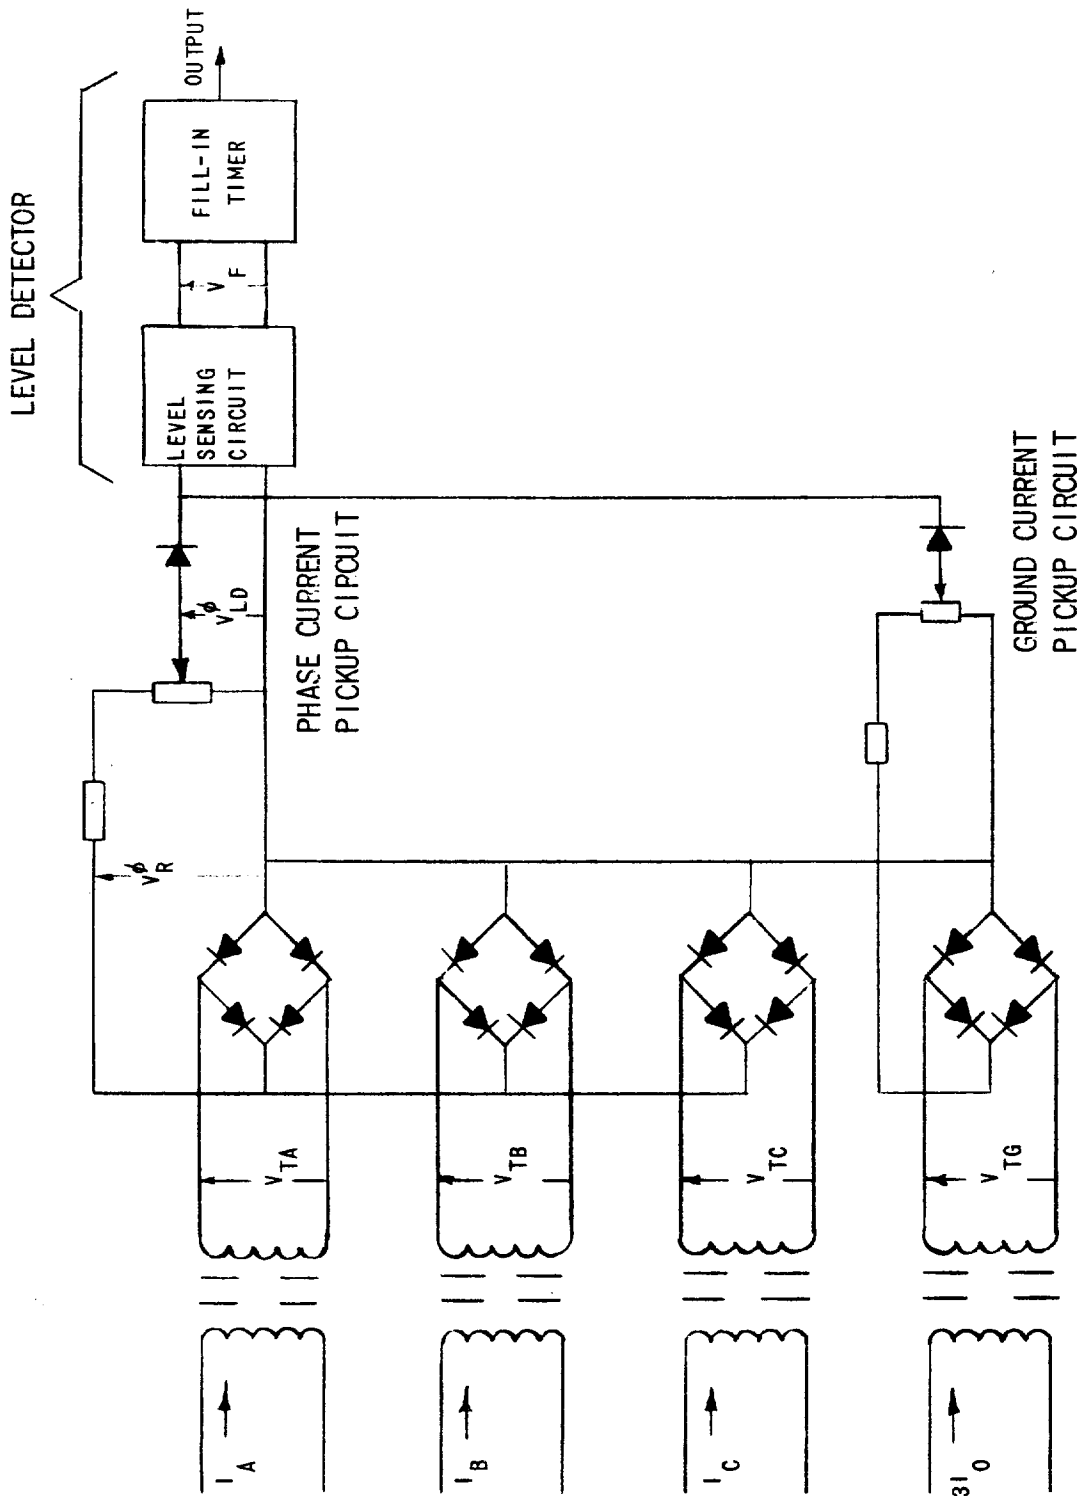 LEVEL DETECTOR
OUTPUT
FILL-IN
TIMER
V F
LEVEL
SENSING
CIRCUIT
V LD ϕ
PHASE CURRENT
PICKUP CIRCUIT
V R ϕ
GROUND CURRENT
PICKUP CIRCUIT
V TA
V TB
V TC
V TG
I A
I B
I C
3I O